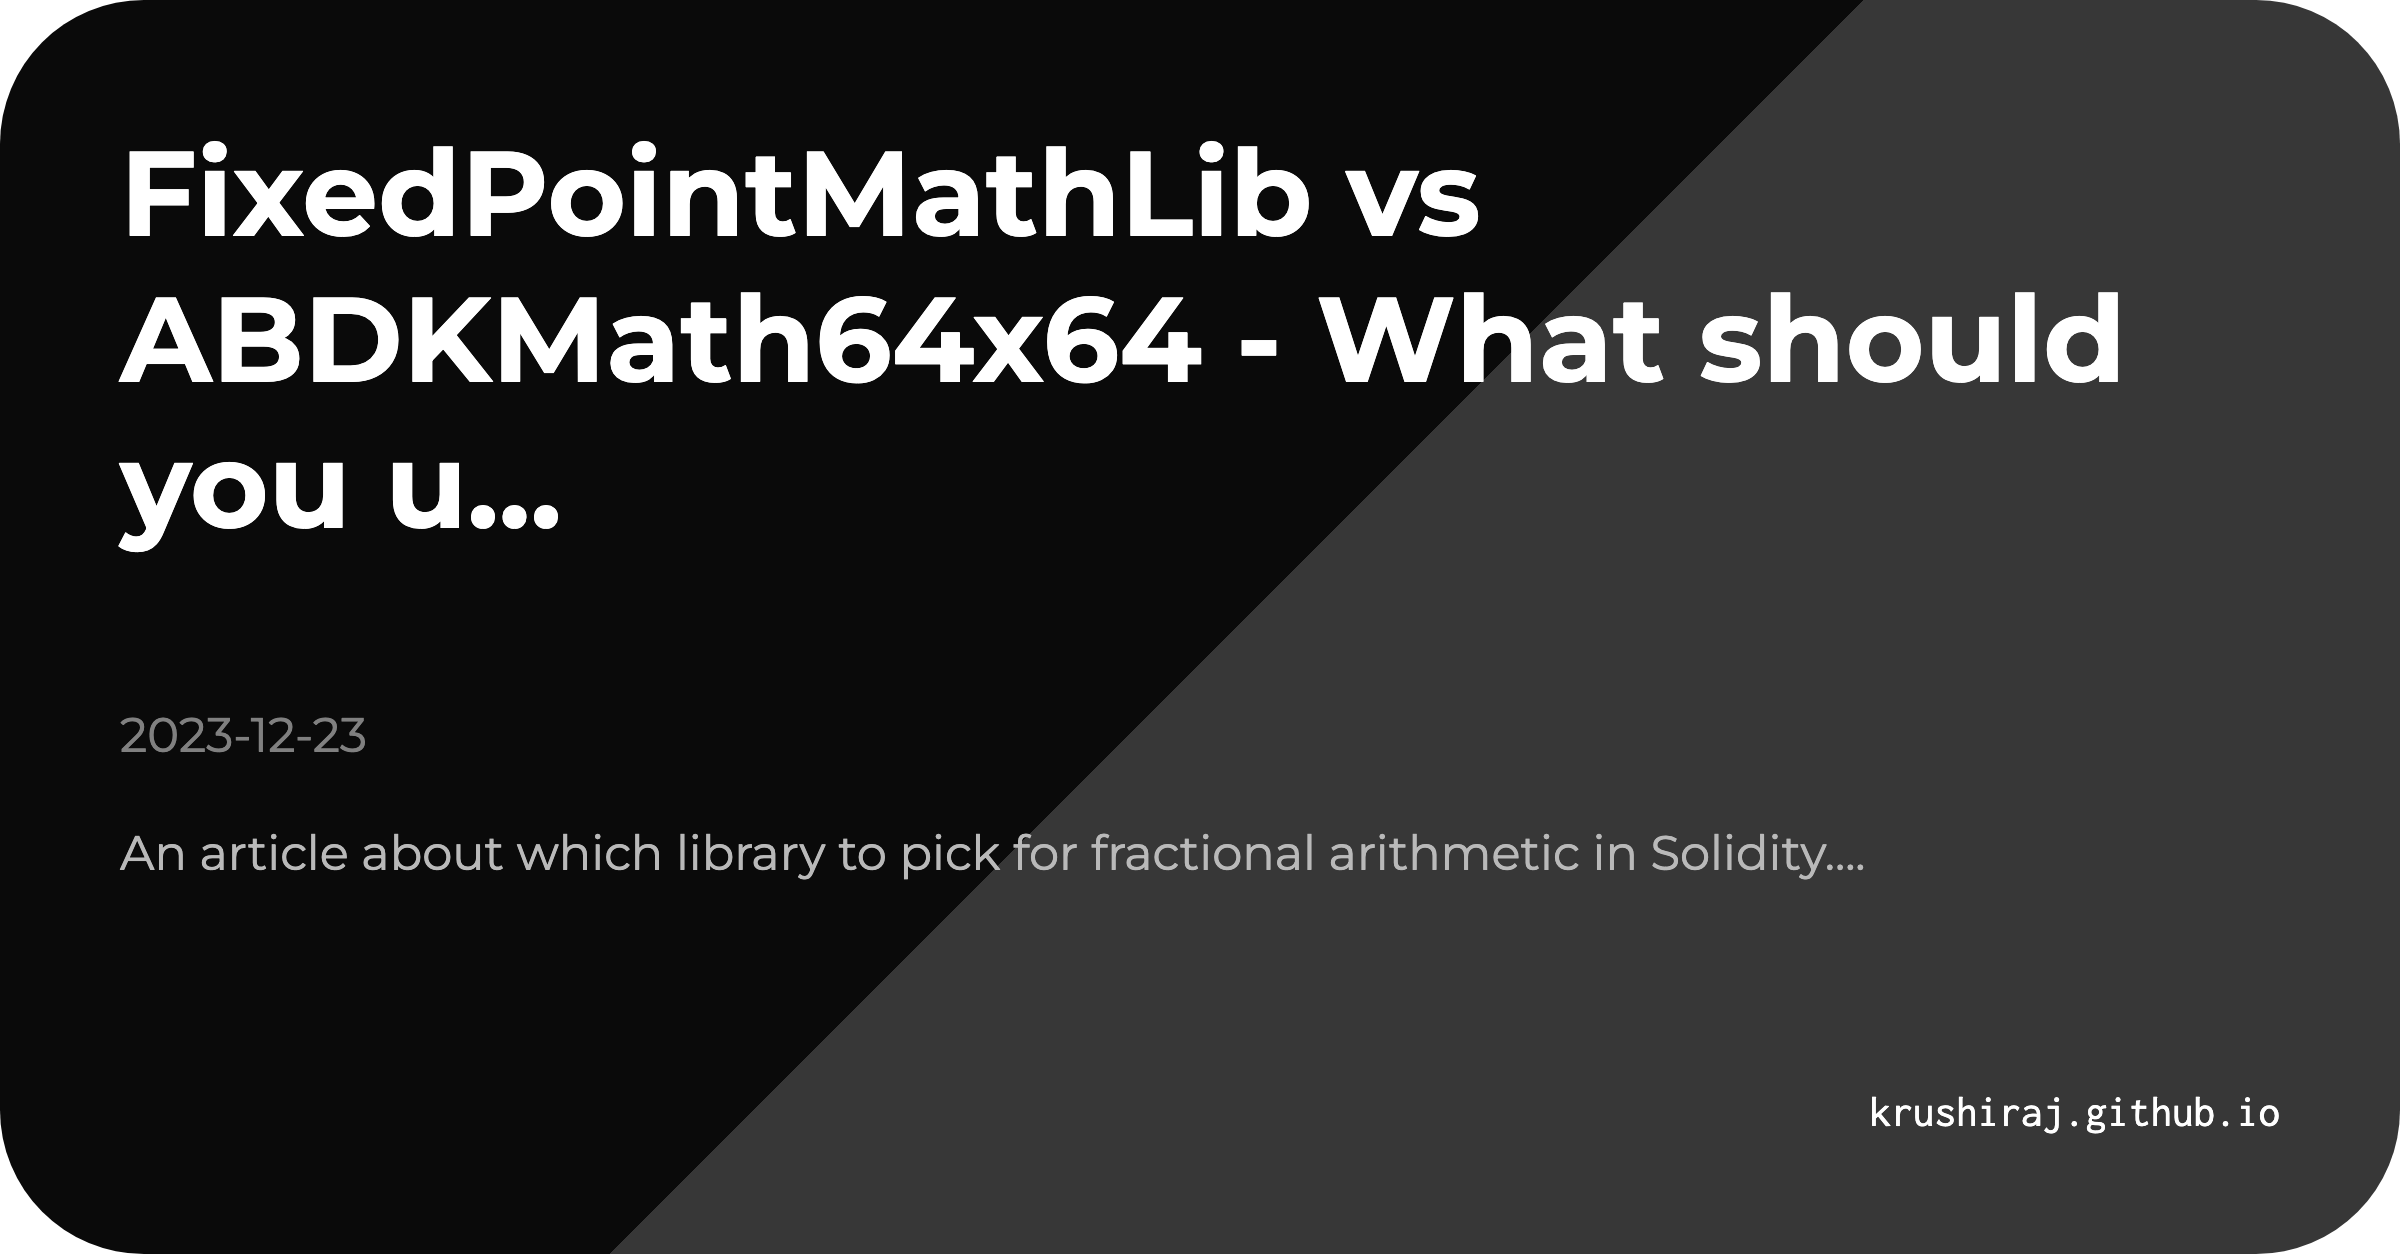 FixedPointMathLib vs
ABDKMath64x64 - What should
you u...
2023-12-23
An article about which library to pick for fractional arithmetic in Solidity....
krushiraj.github.io